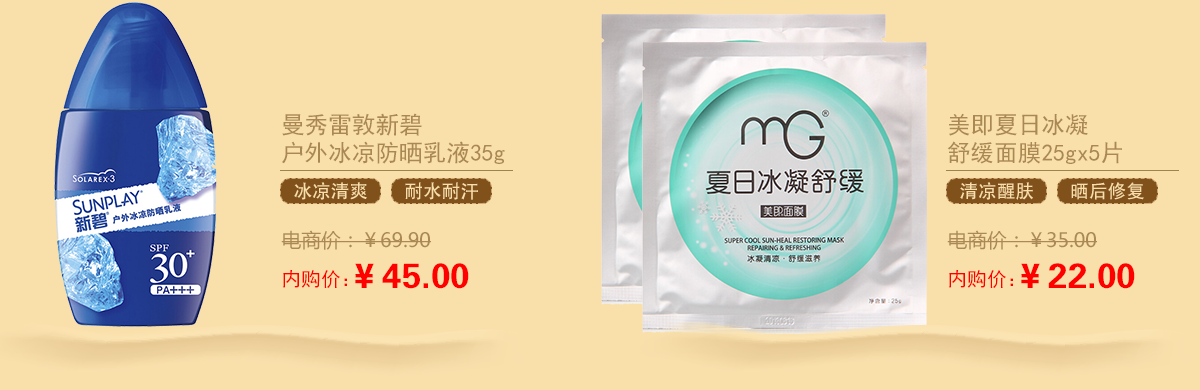 SOLAREX-3
SUNPLAY
新碧® 户外冰凉防晒乳液
SPF
30+
PA+++
曼秀雷敦新碧
户外冰凉防晒乳液35g
冰凉清爽 耐水耐汗
电商价：￥69.90
内购价：￥45.00
mG®
夏日冰凝舒缓
美即面膜
SUPER COOL SUN-HEAL RESTORING MASK
REPAIRING & REFRESHING
冰凝清凉·舒缓滋养
净含量：25g
美即夏日冰凝
舒缓面膜25gx5片
清凉醒肤 晒后修复
电商价：￥35.00
内购价：￥22.00